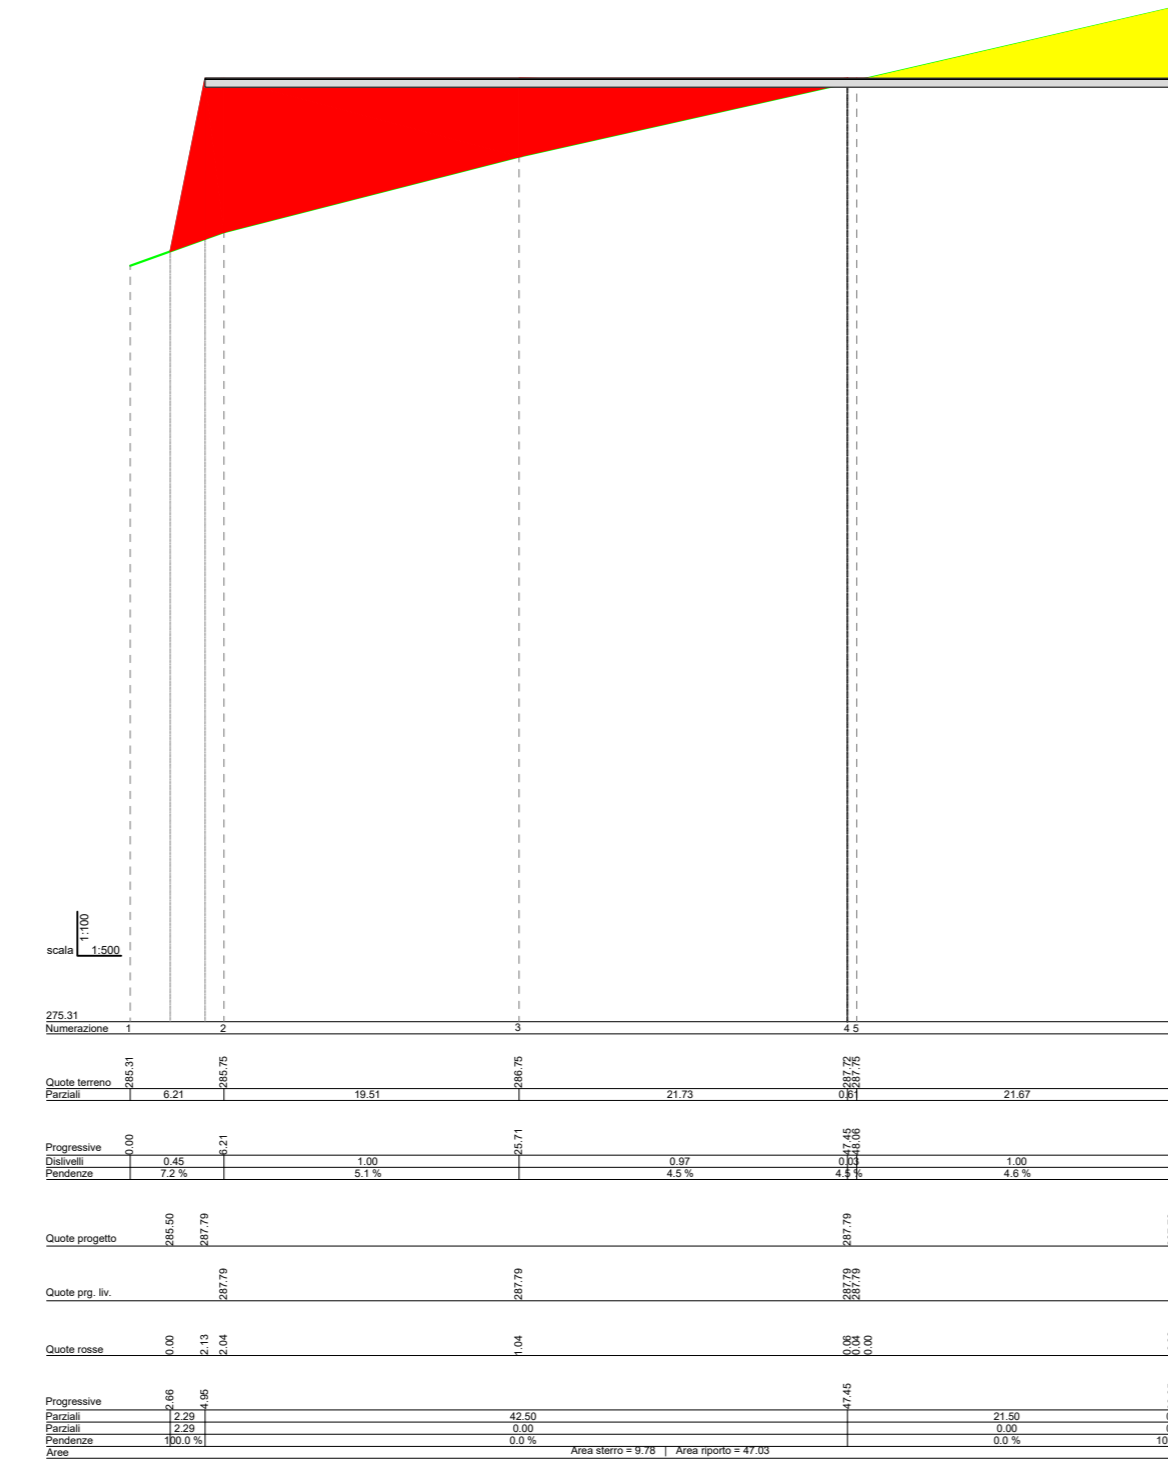 1:100
scala 1:500
275.31
Numerazione 1 2 3 4 5
Quote terreno 285.31 285.75 286.75 287.72 287.75
Parziali 6.21 19.51 21.73 0.61 21.67
Progressive 0.00 6.21 25.71 47.45 48.06
Dislivelli 0.45 1.00 0.97 0.03 1.00
Pendenze 7.2 % 5.1 % 4.5 % 4.5 % 4.6 %
Quote progetto 285.50 287.79 287.79
Quote prg. liv. 287.79 287.79 287.79 287.79
Quote rosse 0.00 2.13 2.04 1.04 0.06 0.04 0.00
Progressive 2.66 4.95 47.45
Parziali 2.29 42.50 21.50
Parziali 2.29 0.00 0.00
Pendenze 100.0 % 0.0 % 0.0 % 10
Aree Area sterro = 9.78 | Area riporto = 47.03